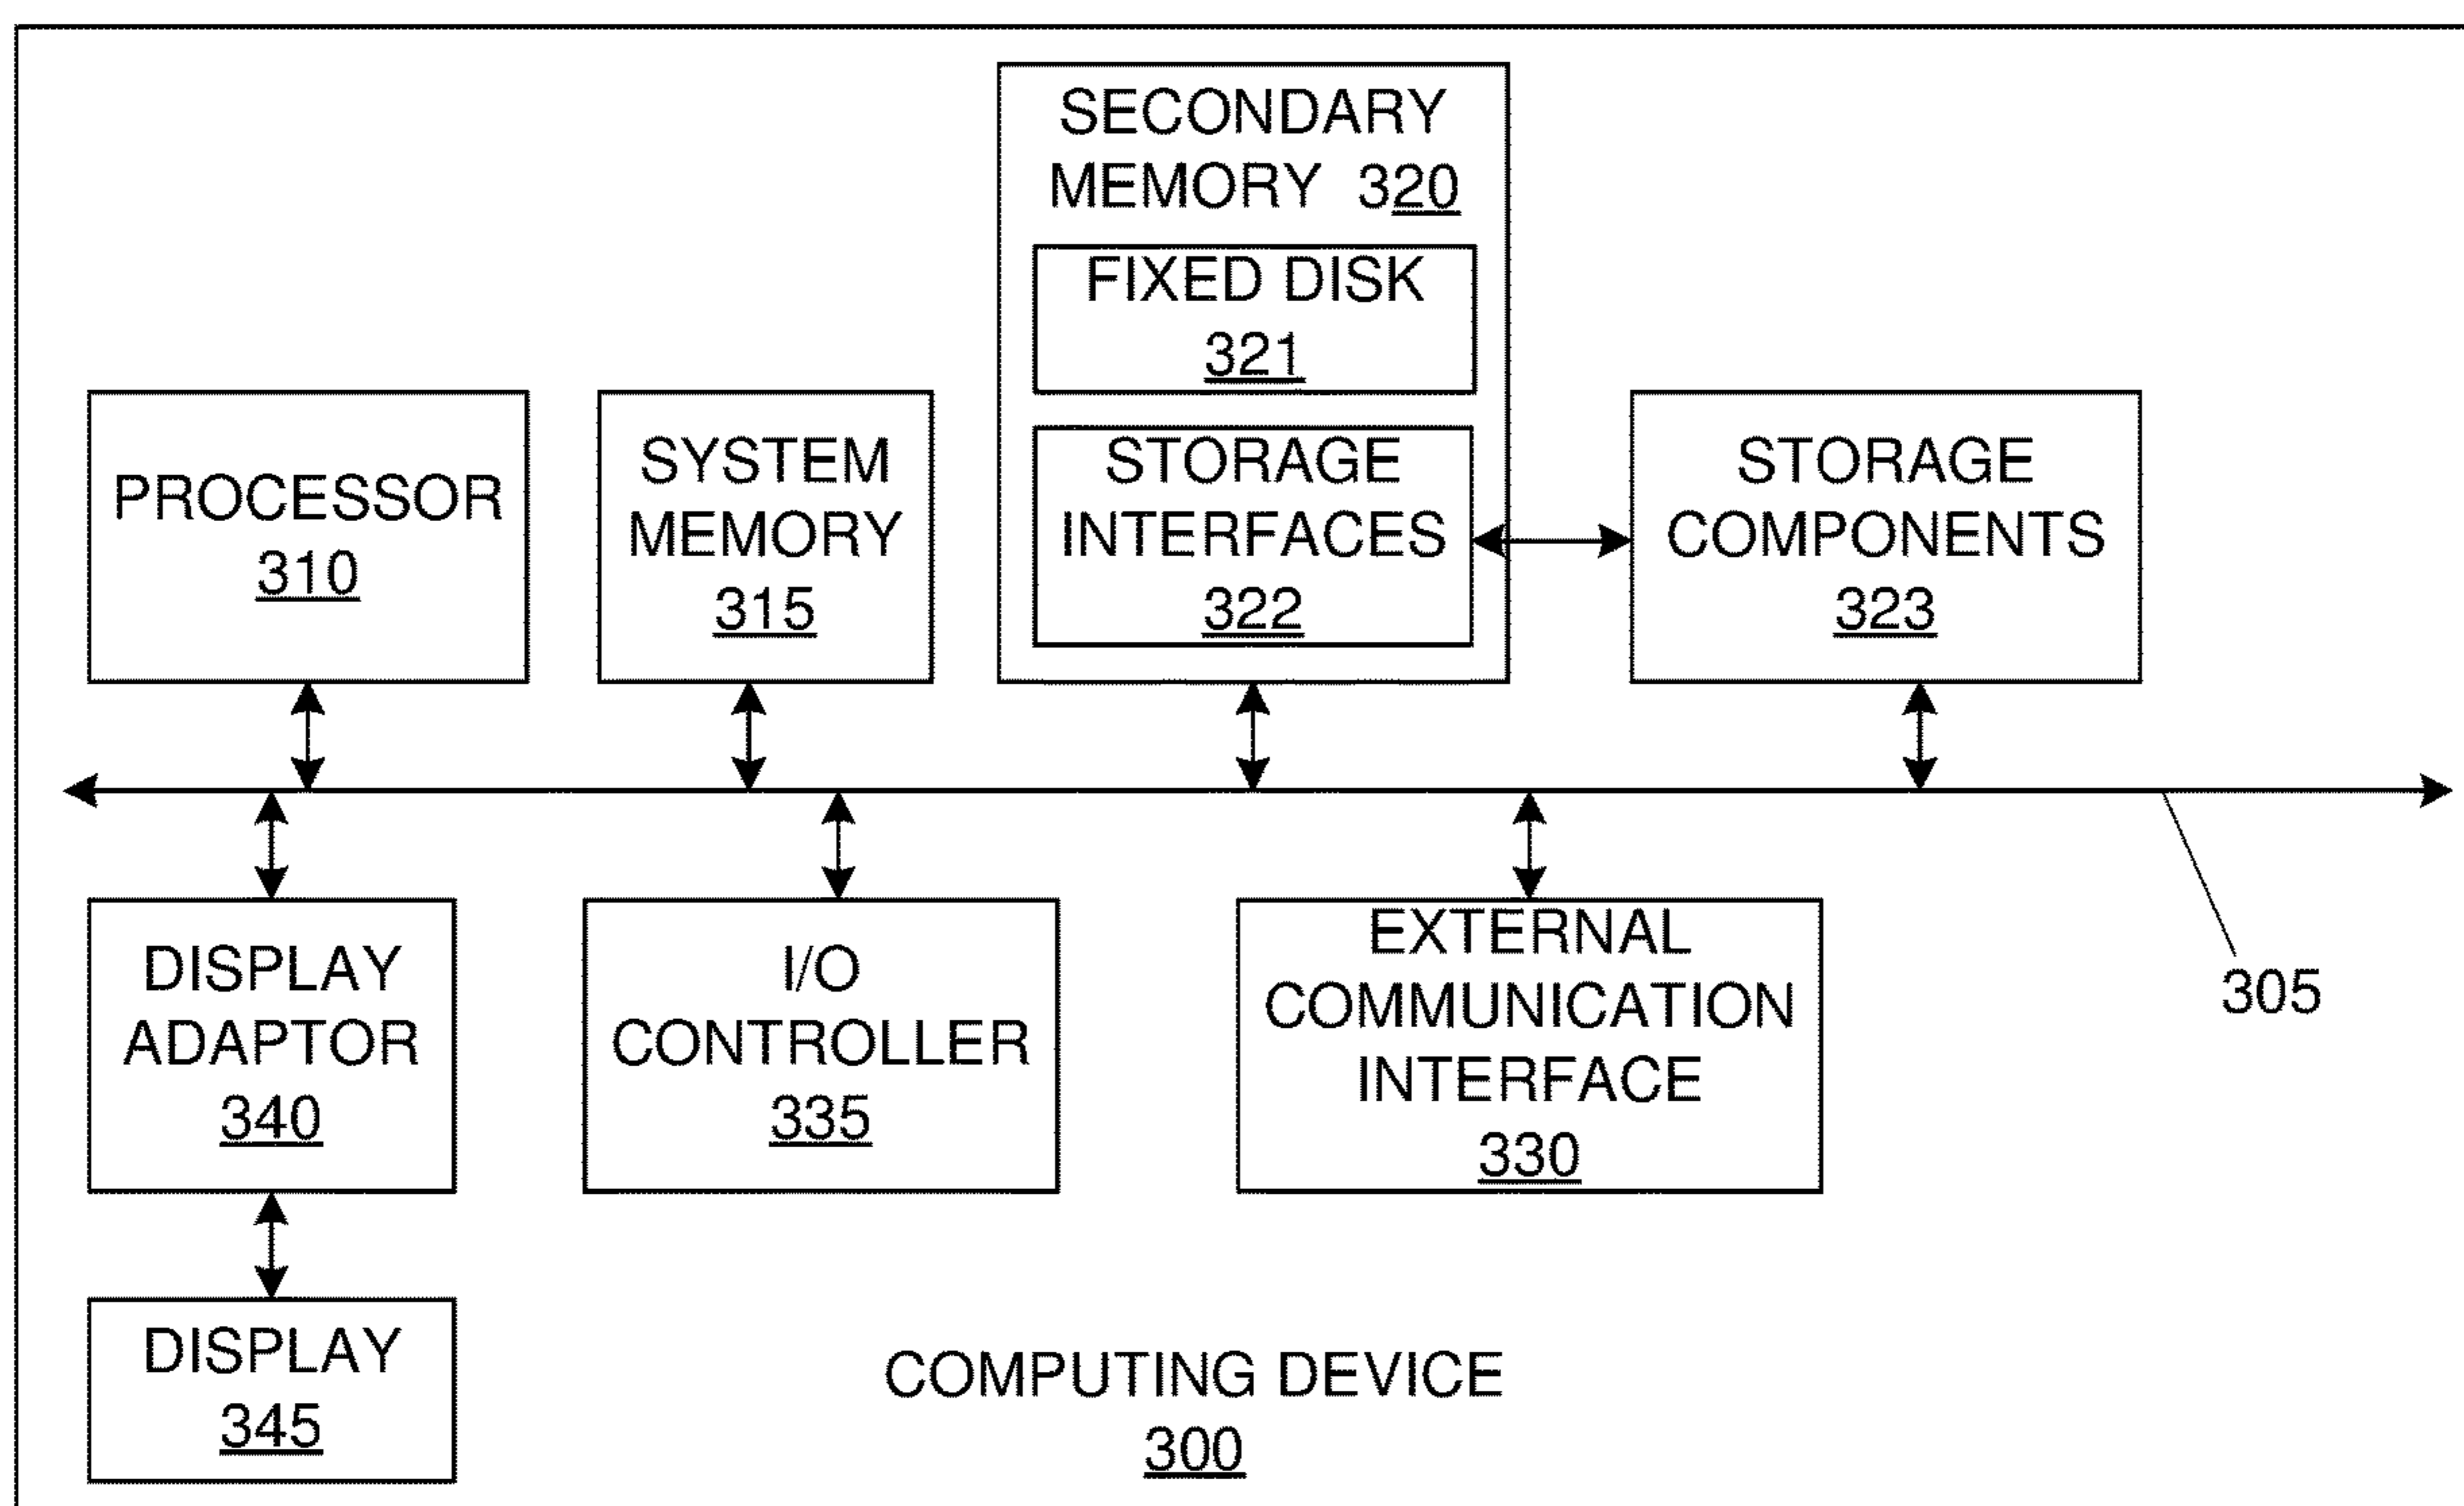 SECONDARY
MEMORY 320
FIXED DISK
321
STORAGE
INTERFACES
322
PROCESSOR
310
SYSTEM
MEMORY
315
STORAGE
COMPONENTS
323
DISPLAY
ADAPTOR
340
I/O
CONTROLLER
335
EXTERNAL
COMMUNICATION
INTERFACE
330
305
DISPLAY
345
COMPUTING DEVICE
300